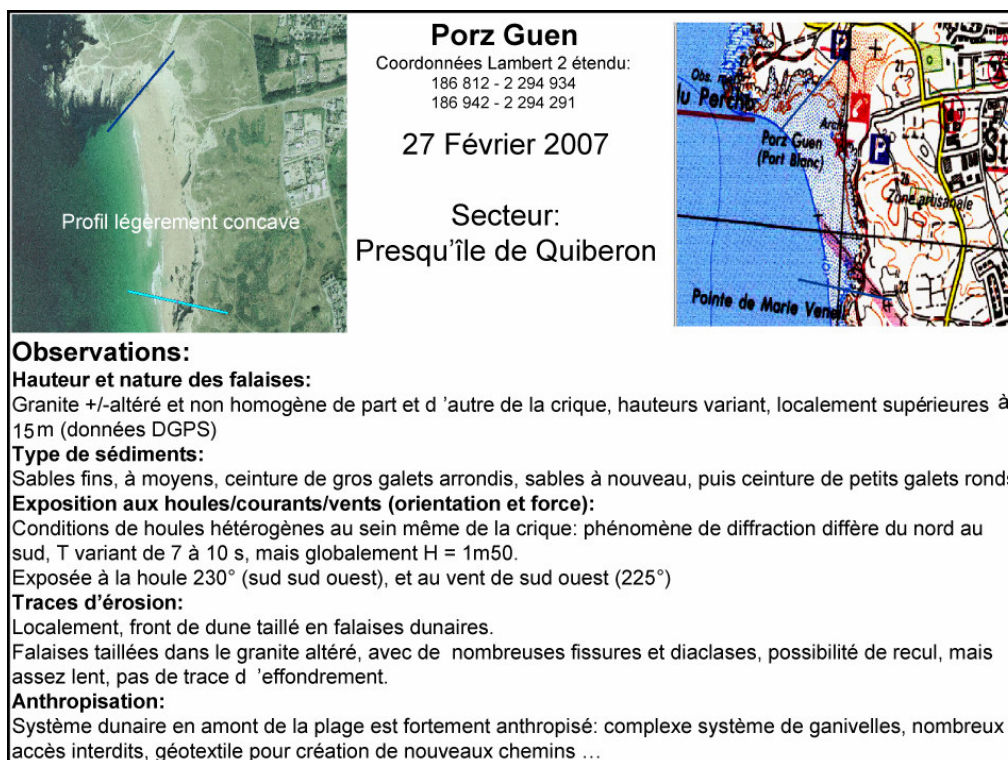 Porz Guen
Coordonnées Lambert 2 étendu:
186 812 - 2 294 934
186 942 - 2 294 291
27 Février 2007
Secteur:
Presqu'île de Quiberon
Profil légèrement concave
P
21
Obs.
du Percho
Arch
Porz Guen
(Port Blanc)
P
St
26
Zone artisanale
23
Pointe de Marie
Observations:
Hauteur et nature des falaises:
Granite +/-altéré et non homogène de part et d 'autre de la crique, hauteurs variant, localement supérieures à
15m (données DGPS)
Type de sédiments:
Sables fins, à moyens, ceinture de gros galets arrondis, sables à nouveau, puis ceinture de petits galets ronds
Exposition aux houles/courants/vents (orientation et force):
Conditions de houles hétérogènes au sein même de la crique: phénomène de diffraction diffère du nord au
sud, T variant de 7 à 10 s, mais globalement H = 1m50.
Exposée à la houle 230° (sud sud ouest), et au vent de sud ouest (225°)
Traces d'érosion:
Localement, front de dune taillé en falaises dunaires.
Falaises taillées dans le granite altéré, avec de nombreuses fissures et diaclases, possibilité de recul, mais
assez lent, pas de trace d 'effondrement.
Anthropisation:
Système dunaire en amont de la plage est fortement anthropisé: complexe système de ganivelles, nombreux
accès interdits, géotextile pour création de nouveaux chemins ...